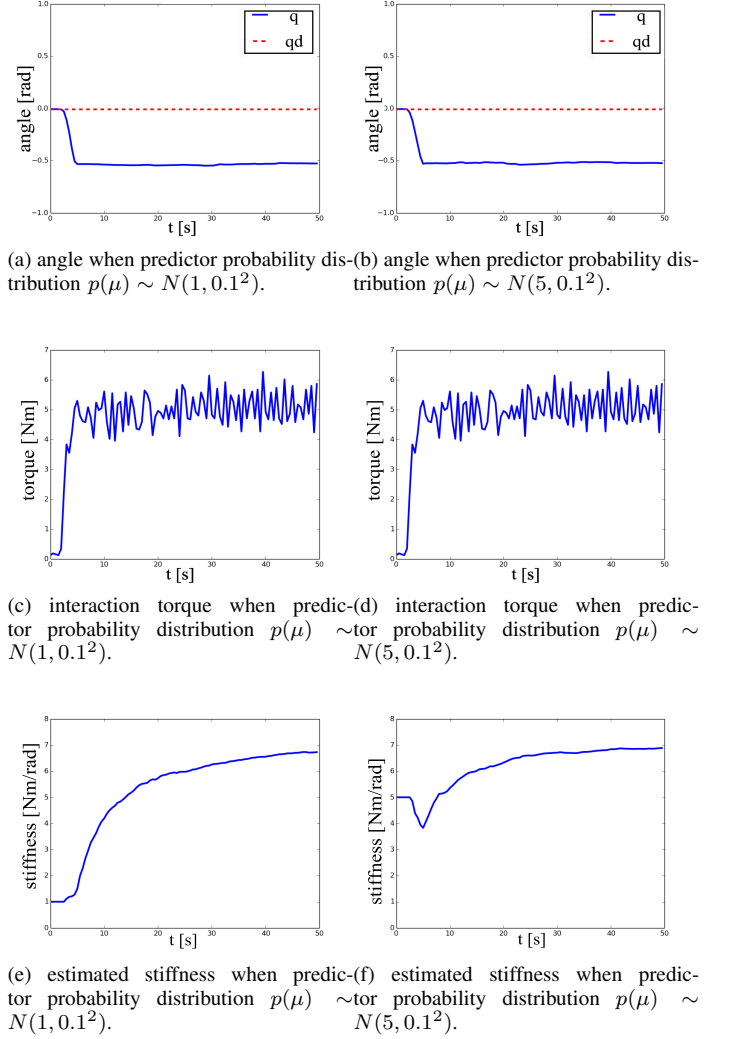 1.0
0.5
0.0
−0.5
−1.0
angle [rad]
q
qd
0 10 20 30 40 50
t [s]
1.0
0.5
0.0
−0.5
−1.0
angle [rad]
q
qd
0 10 20 30 40 50
t [s]
(a) angle when predictor probability dis-
tribution p(μ) ∼ N(1, 0.1²).
(b) angle when predictor probability dis-
tribution p(μ) ∼ N(5, 0.1²).
7
6
5
4
3
2
1
0
torque [Nm]
0 10 20 30 40 50
t [s]
7
6
5
4
3
2
1
0
torque [Nm]
0 10 20 30 40 50
t [s]
(c) interaction torque when predic-
tor probability distribution p(μ) ∼
N(1, 0.1²).
(d) interaction torque when predic-
tor probability distribution p(μ) ∼
N(5, 0.1²).
8
7
6
5
4
3
2
1
0
stiffness [Nm/rad]
0 10 20 30 40 50
t [s]
8
7
6
5
4
3
2
1
0
stiffness [Nm/rad]
0 10 20 30 40 50
t [s]
(e) estimated stiffness when predic-
tor probability distribution p(μ) ∼
N(1, 0.1²).
(f) estimated stiffness when predic-
tor probability distribution p(μ) ∼
N(5, 0.1²).